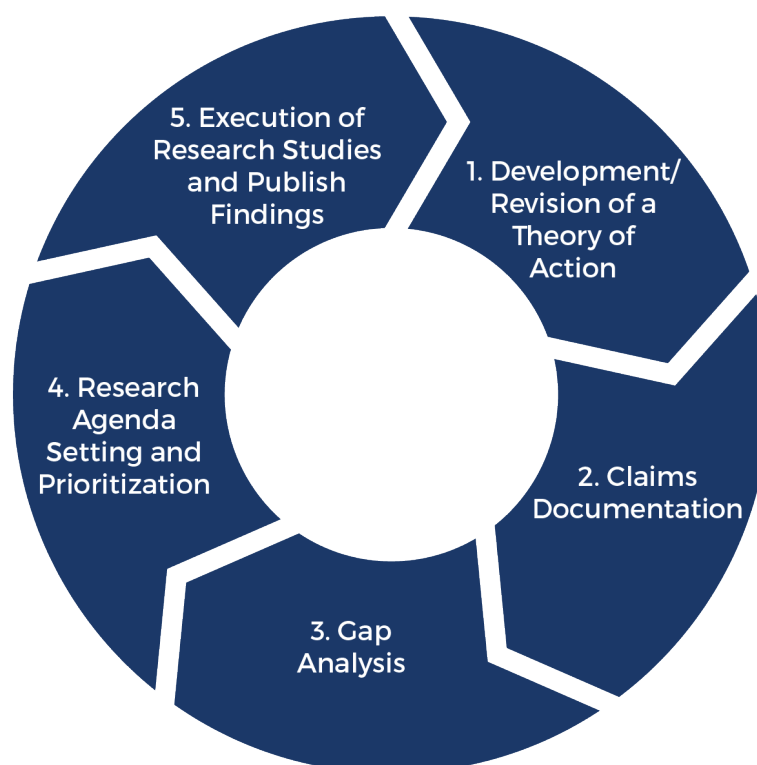 1. Development/
Revision of a
Theory of
Action
2. Claims
Documentation
3. Gap
Analysis
4. Research
Agenda
Setting and
Prioritization
5. Execution of
Research Studies
and Publish
Findings